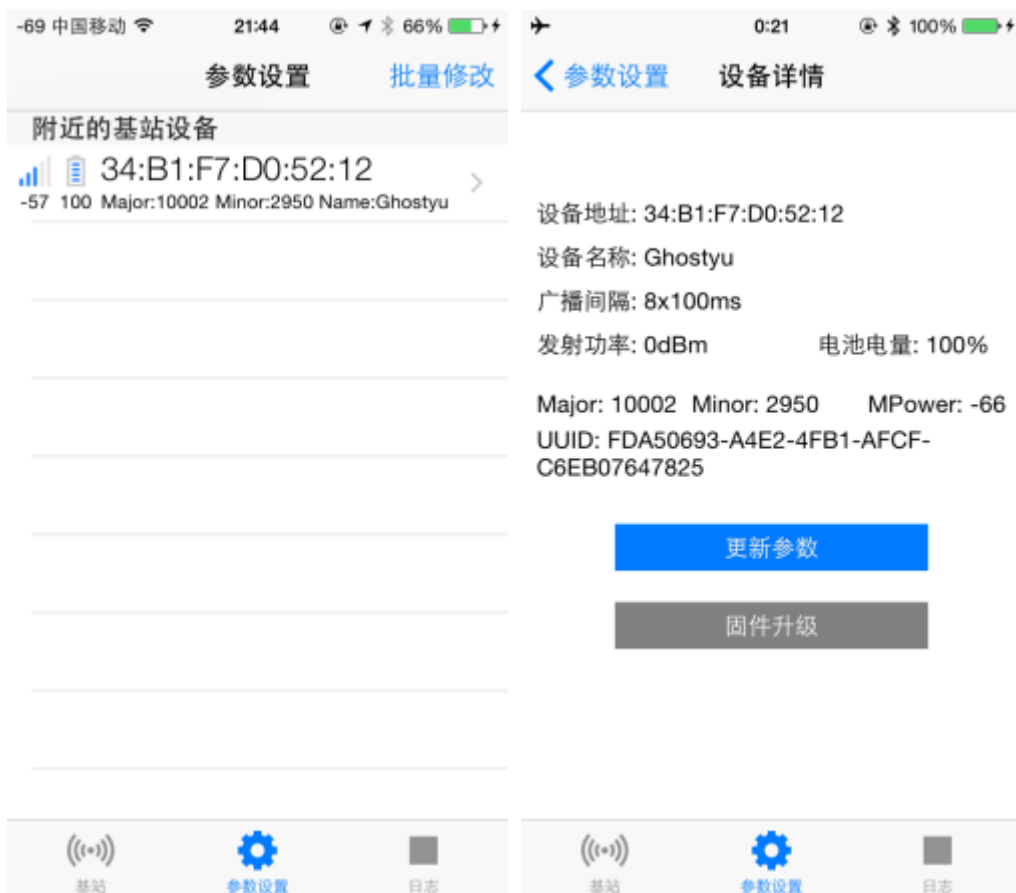 -69 中国移动 21:44 66%
参数设置 批量修改
附近的基站设备
34:B1:F7:D0:52:12
-57 100 Major:10002 Minor:2950 Name:Ghostyu
基站 参数设置 日志
0:21 100%
参数设置 设备详情
设备地址: 34:B1:F7:D0:52:12
设备名称: Ghostyu
广播间隔: 8x100ms
发射功率: 0dBm 电池电量: 100%
Major: 10002 Minor: 2950 MPower: -66
UUID: FDA50693-A4E2-4FB1-AFCF-
C6EB07647825
更新参数
固件升级
基站 参数设置 日志